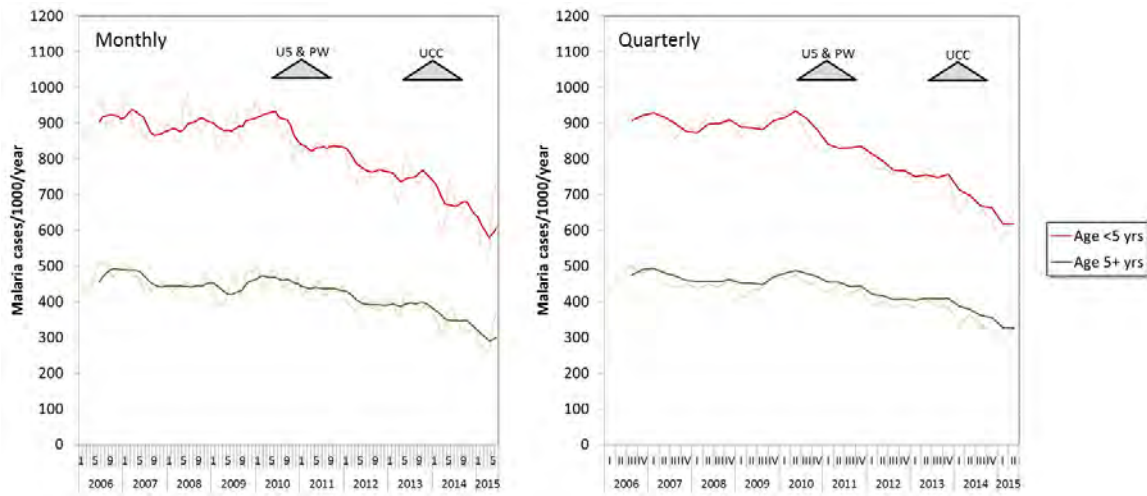 Monthly
U5 & PW
UCC
Malaria cases/1000/year
1200
1100
1000
900
800
700
600
500
400
300
200
100
0
1 5 9 1 5 9 1 5 9 1 5 9 1 5 9 1 5 9 1 5 9 1 5 9 1 5 9 1 5
2006 2007 2008 2009 2010 2011 2012 2013 2014 2015
Quarterly
U5 & PW
UCC
Malaria cases/1000/year
1200
1100
1000
900
800
700
600
500
400
300
200
100
0
I II III IV I II III IV I II III IV I II III IV I II III IV I II III IV I II III IV I II III IV I II III IV I II
2006 2007 2008 2009 2010 2011 2012 2013 2014 2015
Age <5 yrs
Age 5+ yrs